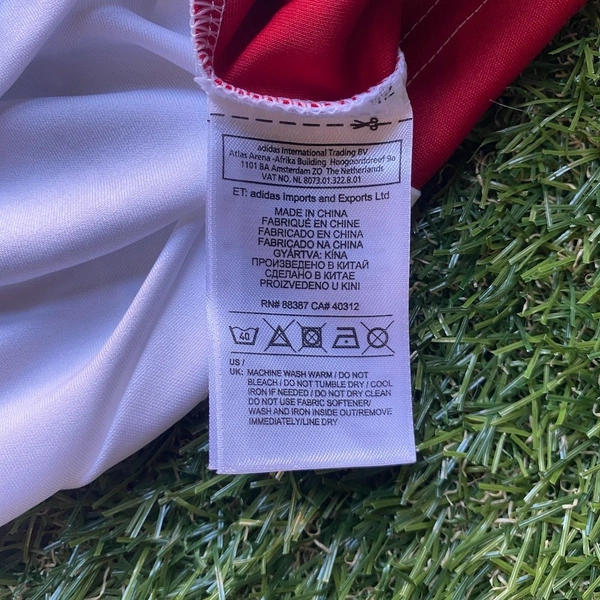 adidas International Trading BV
Atlas Arena -Afrika Building Hoogoorddreef 9a
1101 BA Amsterdam ZO The Netherlands
VAT NO. NL 8073.01.322.B.01
ET: adidas Imports and Exports Ltd
MADE IN CHINA
FABRIQUÉ EN CHINE
FABRICADO EN CHINA
FABRICADO NA CHINA
GYÁRTVA: KÍNA
ПРОИЗВЕДЕНО В КИТАЙ
СДЕЛАНО В КИТАЕ
PROIZVEDENO U KINI
RN# 88387 CA# 40312
40
US /
UK: MACHINE WASH WARM / DO NOT
BLEACH / DO NOT TUMBLE DRY / COOL
IRON IF NEEDED / DO NOT DRY CLEAN
DO NOT USE FABRIC SOFTENER/
WASH AND IRON INSIDE OUT/REMOVE
IMMEDIATELY/LINE DRY